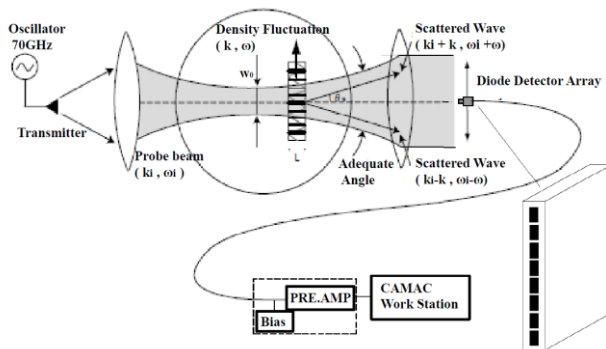 Oscillator
70GHz
Transmitter
Probe beam
( ki , ωi )
Density Fluctuation
( k , ω)
W0
L
θ
Scattered Wave
( ki + k , ωi +ω)
Diode Detector
Array
Adequate
Angle
Scattered Wave
( ki-k , ωi-ω)
PRE.AMP
Bias
CAMAC
Work Station